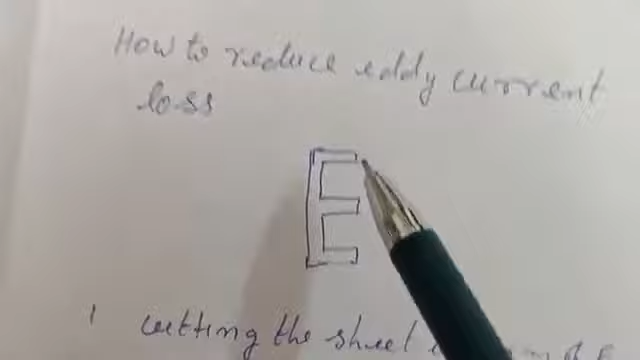 How to reduce eddy current
loss
E
1 cutting the sheet